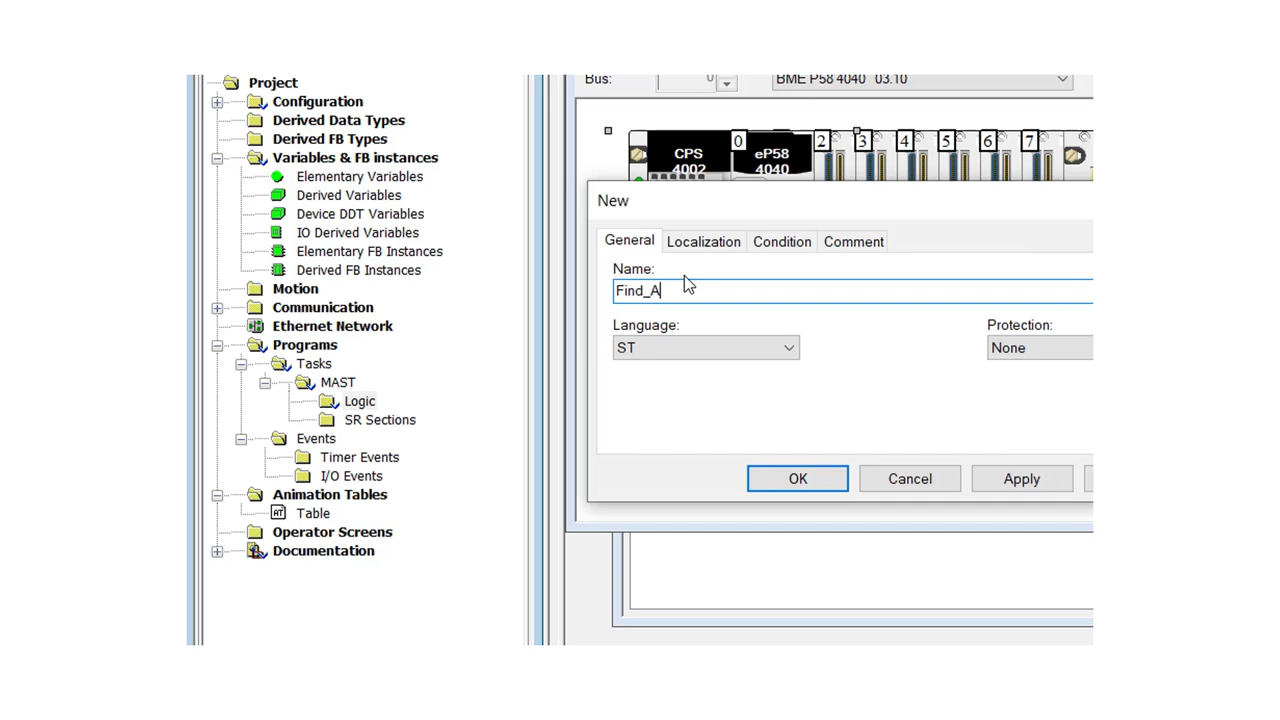 Project
Configuration
Derived Data Types
Derived FB Types
Variables & FB instances
Elementary Variables
Derived Variables
Device DDT Variables
IO Derived Variables
Elementary FB Instances
Derived FB Instances
Motion
Communication
Ethernet Network
Programs
Tasks
MAST
Logic
SR Sections
Events
Timer Events
I/O Events
Animation Tables
AT Table
Operator Screens
Documentation
Bus: 0 BME P58 4040 03.10
0 2 3 4 5 6 7
CPS eP58
4002 4040
New
General Localization Condition Comment
Name:
Find_A
Language: Protection:
ST None
OK Cancel Apply